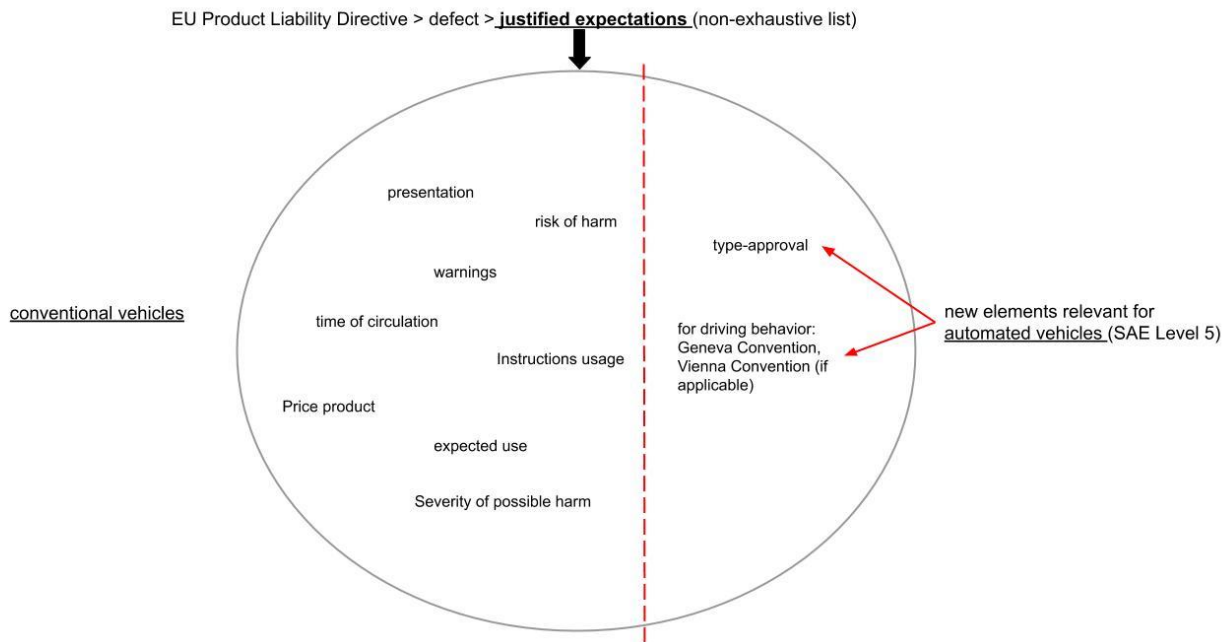 EU Product Liability Directive > defect > justified expectations (non-exhaustive list)
presentation
risk of harm
type-approval
warnings
conventional vehicles
time of circulation
new elements relevant for
automated vehicles (SAE Level 5)
for driving behavior:
Geneva Convention,
Vienna Convention (if
applicable)
Instructions usage
Price product
expected use
Severity of possible harm